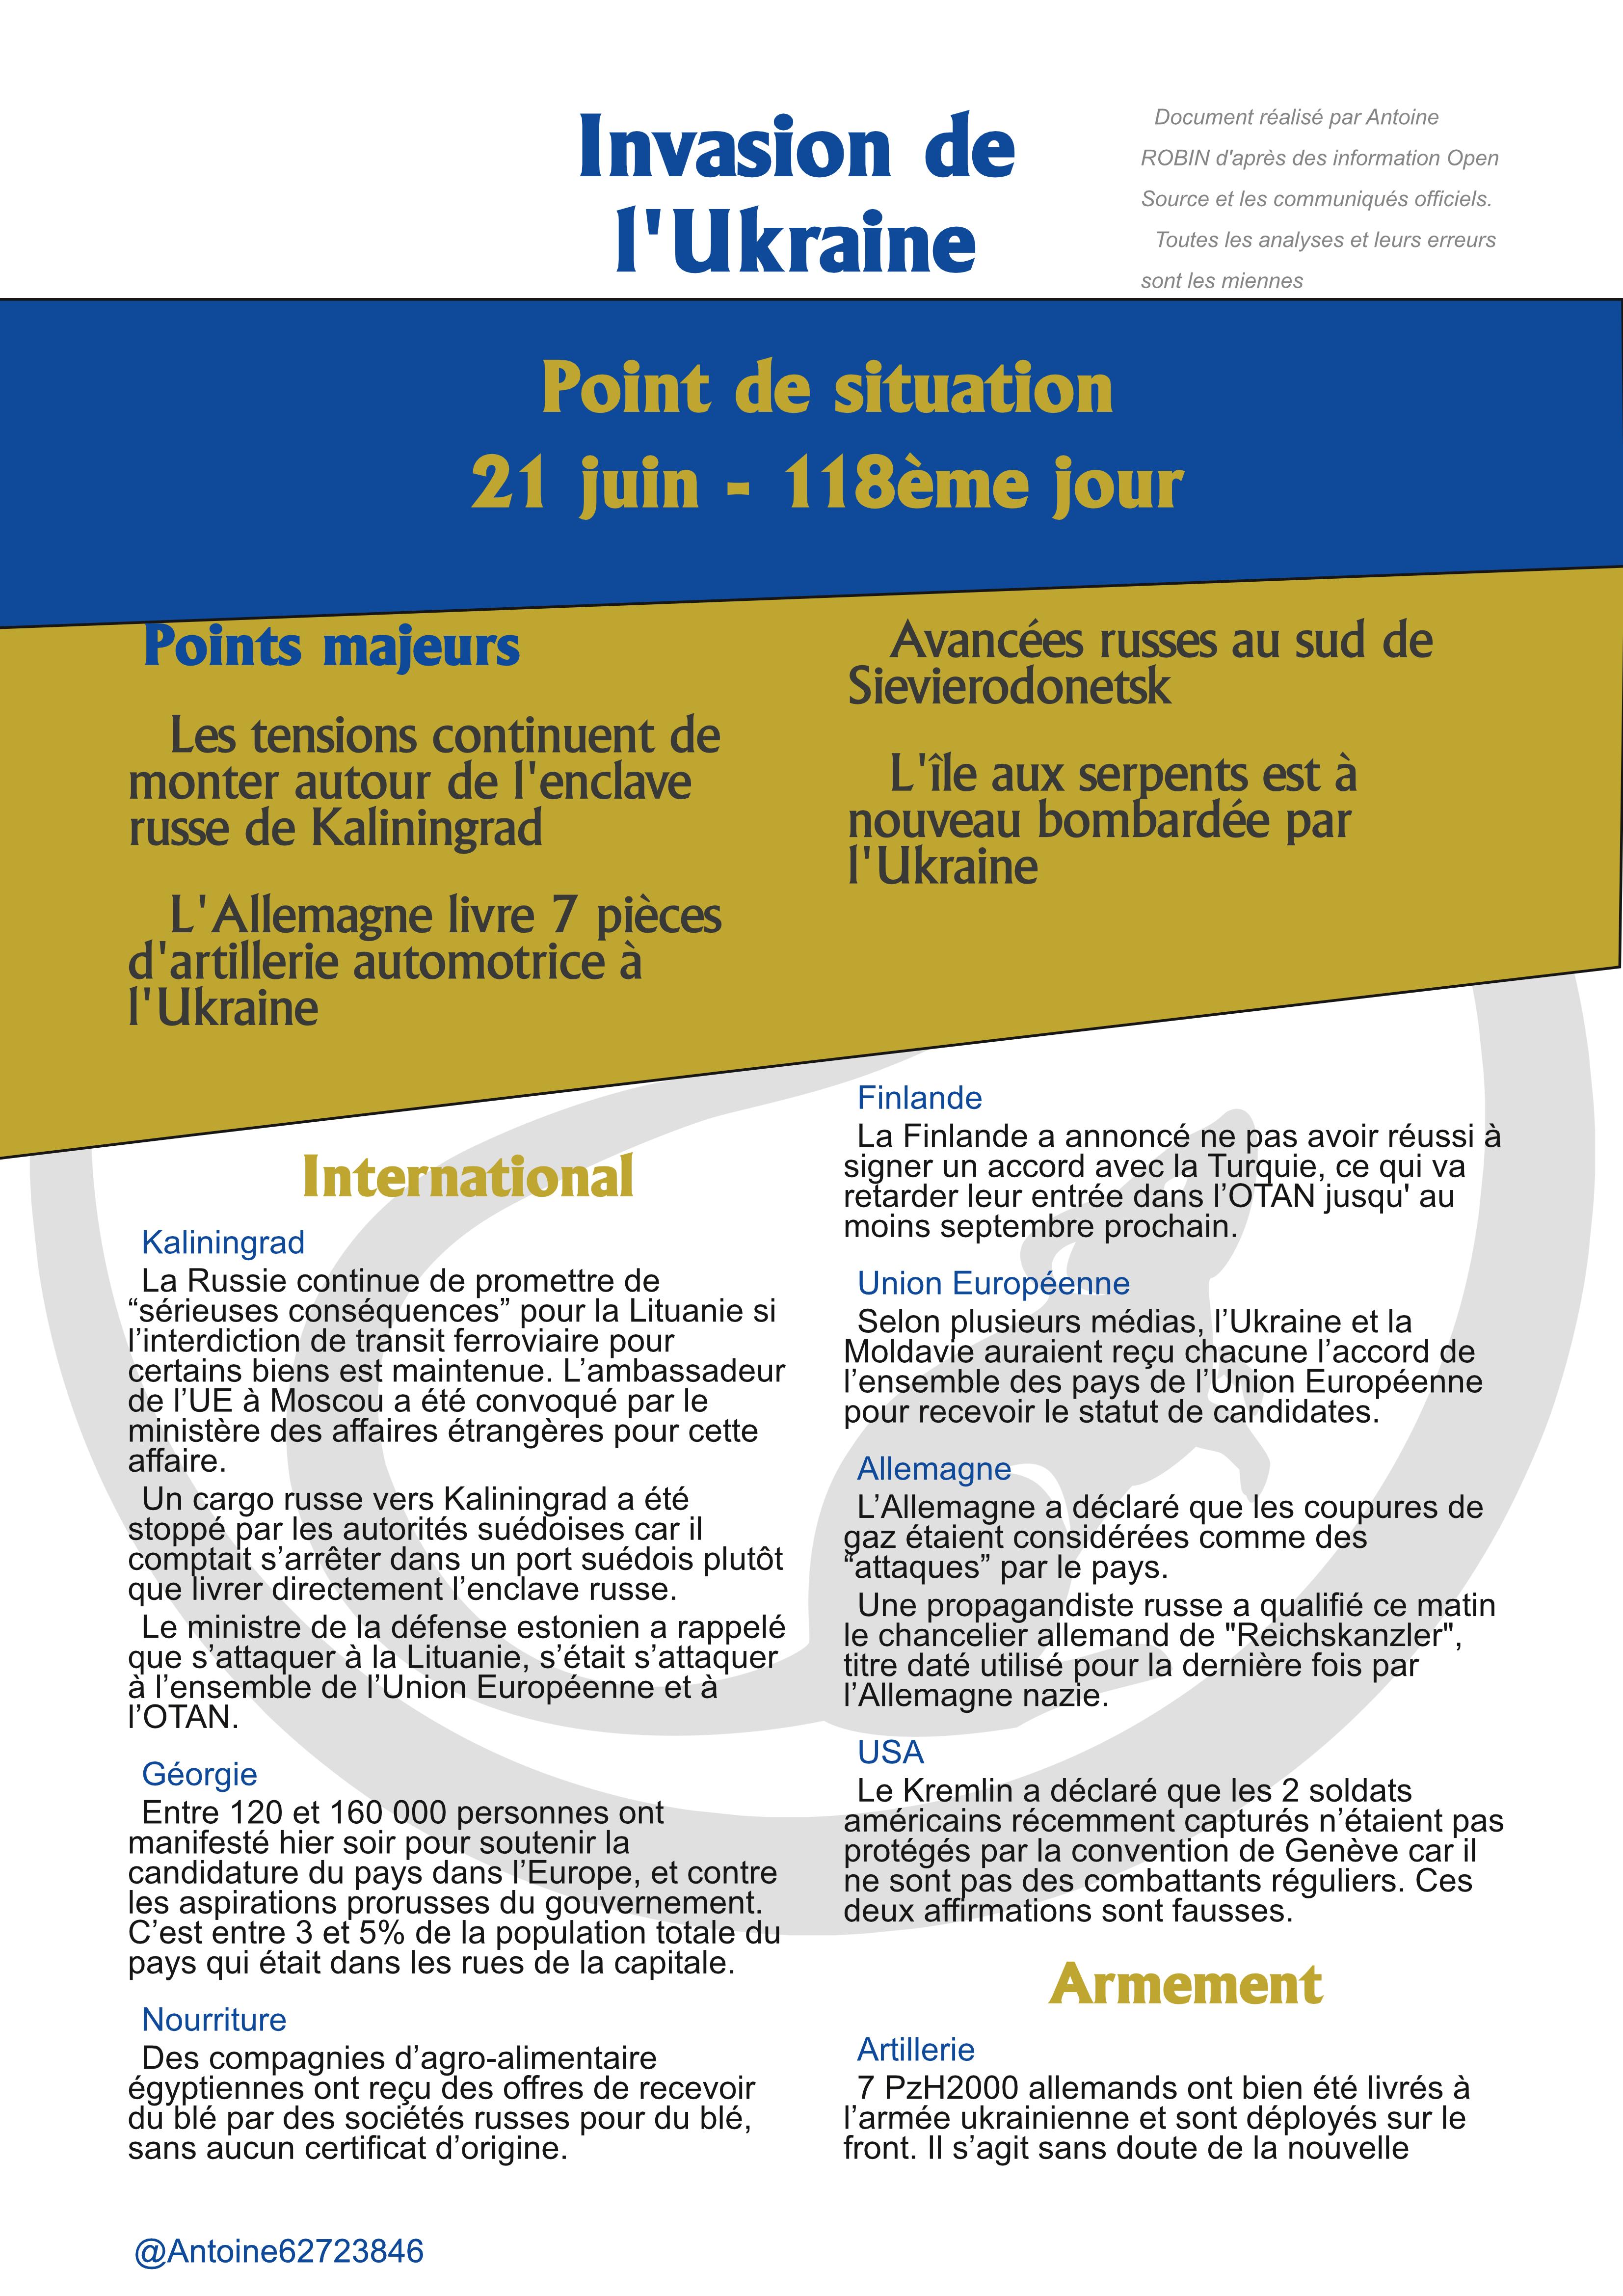 Invasion de
l'Ukraine
Document réalisé par Antoine
ROBIN d'après des information Open
Source et les communiqués officiels.
Toutes les analyses et leurs erreurs
sont les miennes
Point de situation
21 juin - 118ème jour
Points majeurs
Les tensions continuent de
monter autour de l'enclave
russe de Kaliningrad
L'Allemagne livre 7 pièces
d'artillerie automotrice à
l'Ukraine
Avancées russes au sud de
Sievierodonetsk
L'île aux serpents est à
nouveau bombardée par
l'Ukraine
International
Kaliningrad
La Russie continue de promettre de
“sérieuses conséquences” pour la Lituanie si
l’interdiction de transit ferroviaire pour
certains biens est maintenue. L’ambassadeur
de l’UE à Moscou a été convoqué par le
ministère des affaires étrangères pour cette
affaire.
Un cargo russe vers Kaliningrad a été
stoppé par les autorités suédoises car il
comptait s’arrêter dans un port suédois plutôt
que livrer directement l’enclave russe.
Le ministre de la défense estonien a rappelé
que s’attaquer à la Lituanie, s’était s’attaquer
à l’ensemble de l’Union Européenne et à
l’OTAN.
Géorgie
Entre 120 et 160 000 personnes ont
manifesté hier soir pour soutenir la
candidature du pays dans l’Europe, et contre
les aspirations prorusses du gouvernement.
C’est entre 3 et 5% de la population totale du
pays qui était dans les rues de la capitale.
Nourriture
Des compagnies d’agro-alimentaire
égyptiennes ont reçu des offres de recevoir
du blé par des sociétés russes pour du blé,
sans aucun certificat d’origine.
Finlande
La Finlande a annoncé ne pas avoir réussi à
signer un accord avec la Turquie, ce qui va
retarder leur entrée dans l’OTAN jusqu' au
moins septembre prochain.
Union Européenne
Selon plusieurs médias, l’Ukraine et la
Moldavie auraient reçu chacune l’accord de
l’ensemble des pays de l’Union Européenne
pour recevoir le statut de candidates.
Allemagne
L’Allemagne a déclaré que les coupures de
gaz étaient considérées comme des
“attaques” par le pays.
Une propagandiste russe a qualifié ce matin
le chancelier allemand de "Reichskanzler",
titre daté utilisé pour la dernière fois par
l’Allemagne nazie.
USA
Le Kremlin a déclaré que les 2 soldats
américains récemment capturés n’étaient pas
protégés par la convention de Genève car il
ne sont pas des combattants réguliers. Ces
deux affirmations sont fausses.
Armement
Artillerie
7 PzH2000 allemands ont bien été livrés à
l’armée ukrainienne et sont déployés sur le
front. Il s’agit sans doute de la nouvelle
@Antoine62723846